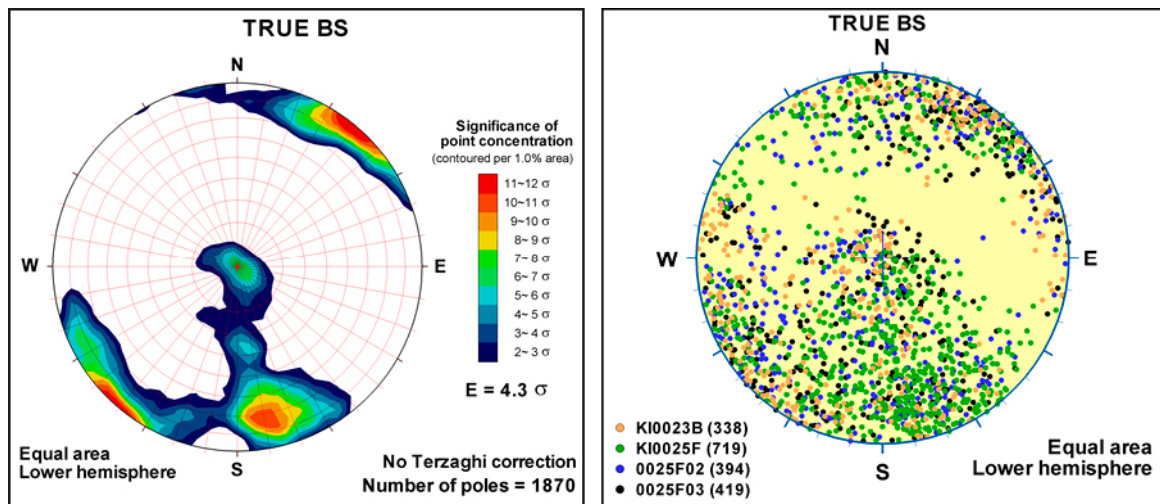 TRUE BS
N
W
E
S
Significance of
point concentration
(contoured per 1.0% area)
11~12 σ
10~11 σ
9~10 σ
8~ 9 σ
7~ 8 σ
6~ 7 σ
5~ 6 σ
4~ 5 σ
3~ 4 σ
2~ 3 σ
E = 4.3 σ
Equal area
Lower hemisphere
No Terzaghi correction
Number of poles = 1870
TRUE BS
N
W
E
S
KI0023B (338)
KI0025F (719)
0025F02 (394)
0025F03 (419)
Equal area
Lower hemisphere